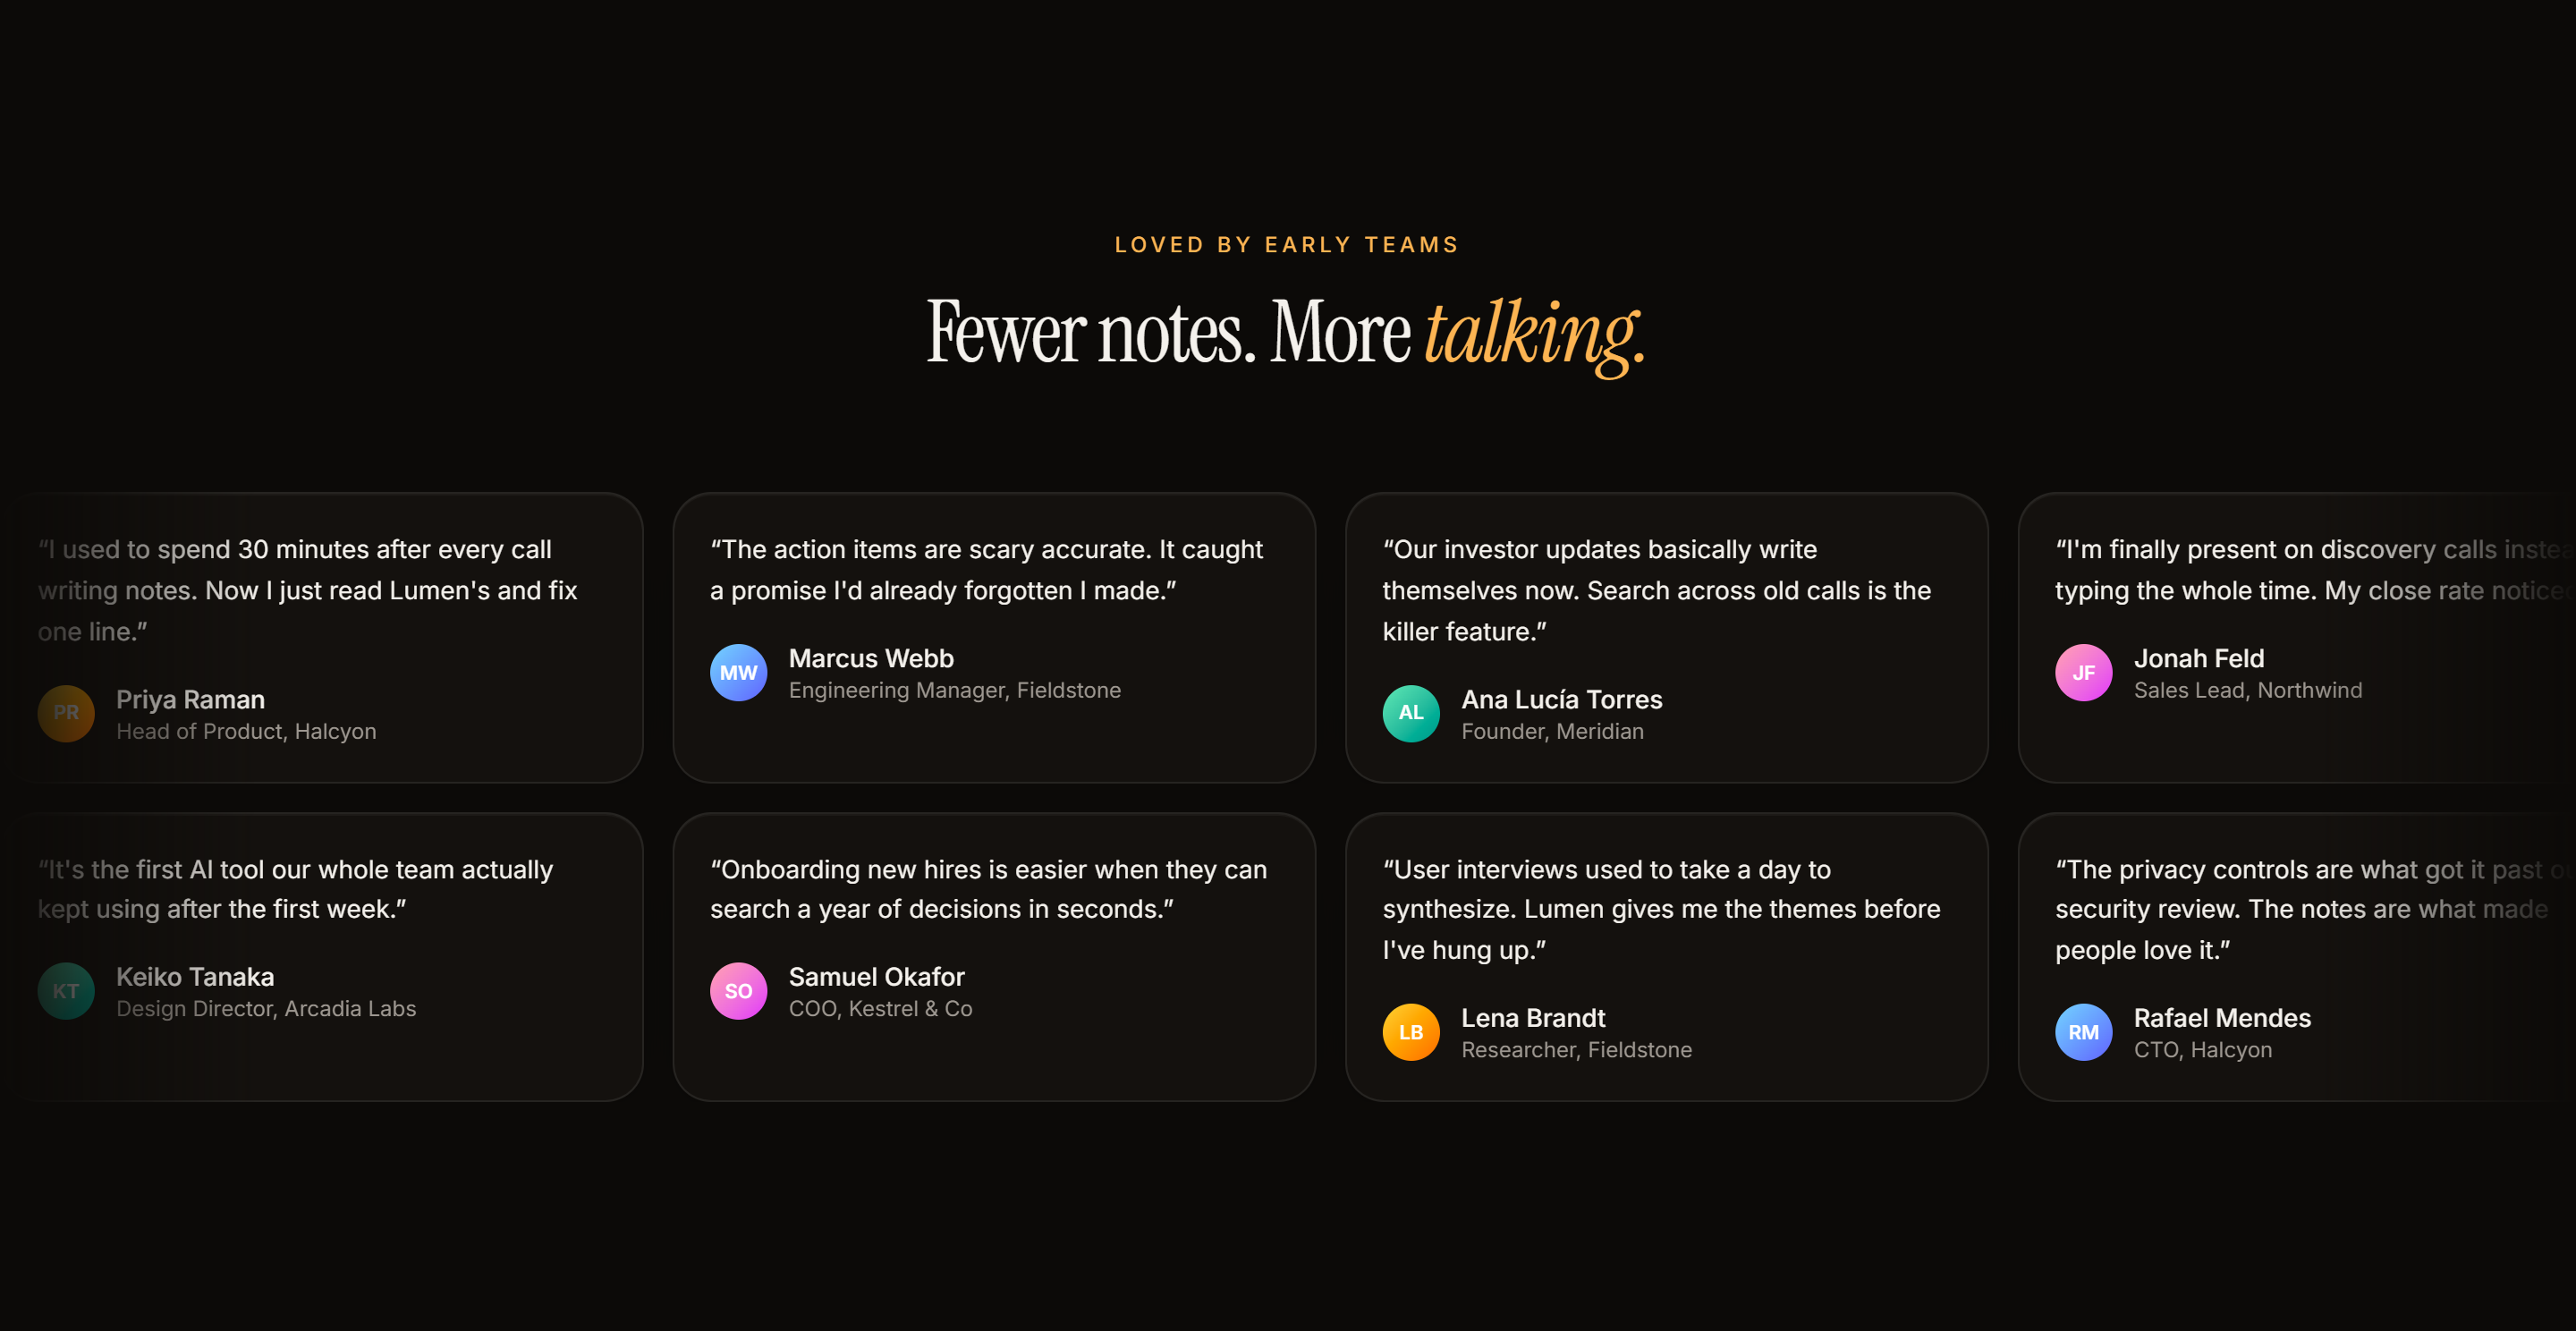 LOVED BY EARLY TEAMS
Fewer notes. More talking.
“I used to spend 30 minutes after every call
writing notes. Now I just read Lumen's and fix
one line.”
PR
Priya Raman
Head of Product, Halcyon
“The action items are scary accurate. It caught
a promise I'd already forgotten I made.”
MW
Marcus Webb
Engineering Manager, Fieldstone
“Our investor updates basically write
themselves now. Search across old calls is the
killer feature.”
AL
Ana Lucía Torres
Founder, Meridian
“I'm finally present on discovery calls
typing the whole time. My close rate
JF
Jonah Feld
Sales Lead, Northwind
“It's the first AI tool our whole team actually
kept using after the first week.”
KT
Keiko Tanaka
Design Director, Arcadia Labs
“Onboarding new hires is easier when they can
search a year of decisions in seconds.”
SO
Samuel Okafor
COO, Kestrel & Co
“User interviews used to take a day to
synthesize. Lumen gives me the themes before
I've hung up.”
LB
Lena Brandt
Researcher, Fieldstone
“The privacy controls are what got it past
security review. The notes are what made
people love it.”
RM
Rafael Mendes
CTO, Halcyon